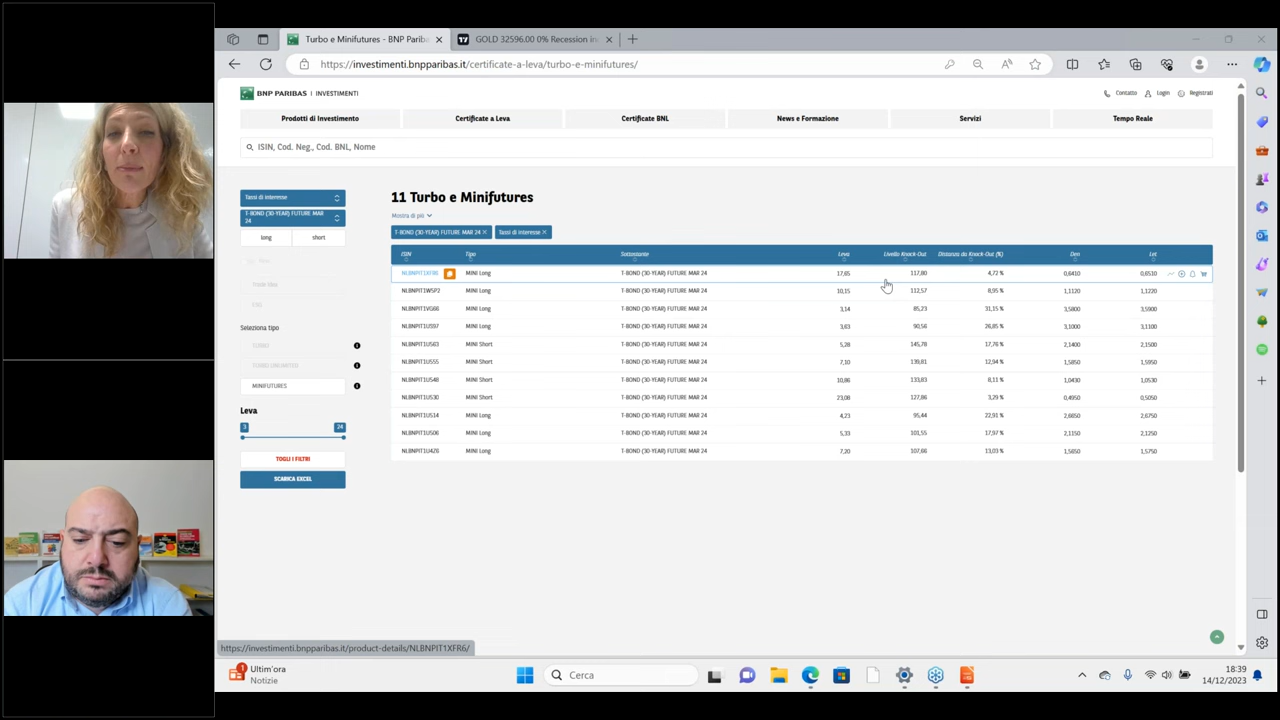 Turbo e Minifutures - BNP Pariba
GOLD 32596.00 0% Recession in
https://investimenti.bnpparibas.it/certificate-a-leva/turbo-e-minifutures/
BNP PARIBAS | INVESTIMENTI
Contatto Login Registrati
Prodotti di Investimento Certificate a Leva Certificate BNL News e Formazione Servizi Tempo Reale
ISIN, Cod. Neg., Cod. BNL, Nome
Tassi di interesse
T-BOND (30-YEAR) FUTURE MAR 24
long short
Seleziona tipo
TURBO UNLIMITED
MINIFUTURES
Leva
3 24
TOGLI I FILTRI
SCARICA EXCEL
11 Turbo e Minifutures
Mostra di più
T-BOND (30-YEAR) FUTURE MAR 24 × Tassi di interesse ×
ISIN Tipo Sottostante Leva Livello Knock-Out Distanza da Knock-Out (%) Den Let
NLBNPIT1XFR6 MINI Long T-BOND (30-YEAR) FUTURE MAR 24 17,65 117,80 4,72 % 0,6410 0,6510
NLBNPIT1WSP2 MINI Long T-BOND (30-YEAR) FUTURE MAR 24 10,15 112,57 8,95 % 1,1120 1,1220
NLBNPIT1VG66 MINI Long T-BOND (30-YEAR) FUTURE MAR 24 3,14 85,23 31,15 % 3,5800 3,5900
NLBNPIT1US97 MINI Long T-BOND (30-YEAR) FUTURE MAR 24 3,63 90,56 26,85 % 3,1000 3,1100
NLBNPIT1US63 MINI Short T-BOND (30-YEAR) FUTURE MAR 24 5,28 145,78 17,76 % 2,1400 2,1500
NLBNPIT1US55 MINI Short T-BOND (30-YEAR) FUTURE MAR 24 7,10 139,81 12,94 % 1,5850 1,5950
NLBNPIT1US48 MINI Short T-BOND (30-YEAR) FUTURE MAR 24 10,86 133,83 8,11 % 1,0430 1,0530
NLBNPIT1US30 MINI Short T-BOND (30-YEAR) FUTURE MAR 24 23,08 127,86 3,29 % 0,4950 0,5050
NLBNPIT1US14 MINI Long T-BOND (30-YEAR) FUTURE MAR 24 4,23 95,44 22,91 % 2,6650 2,6750
NLBNPIT1US06 MINI Long T-BOND (30-YEAR) FUTURE MAR 24 5,33 101,55 17,97 % 2,1150 2,1250
NLBNPIT1U4Z6 MINI Long T-BOND (30-YEAR) FUTURE MAR 24 7,20 107,66 13,03 % 1,5650 1,5750
https://investimenti.bnpparibas.it/product-details/NLBNPIT1XFR6/
1
Ultim'ora
Notizie
Cerca
18:39
14/12/2023